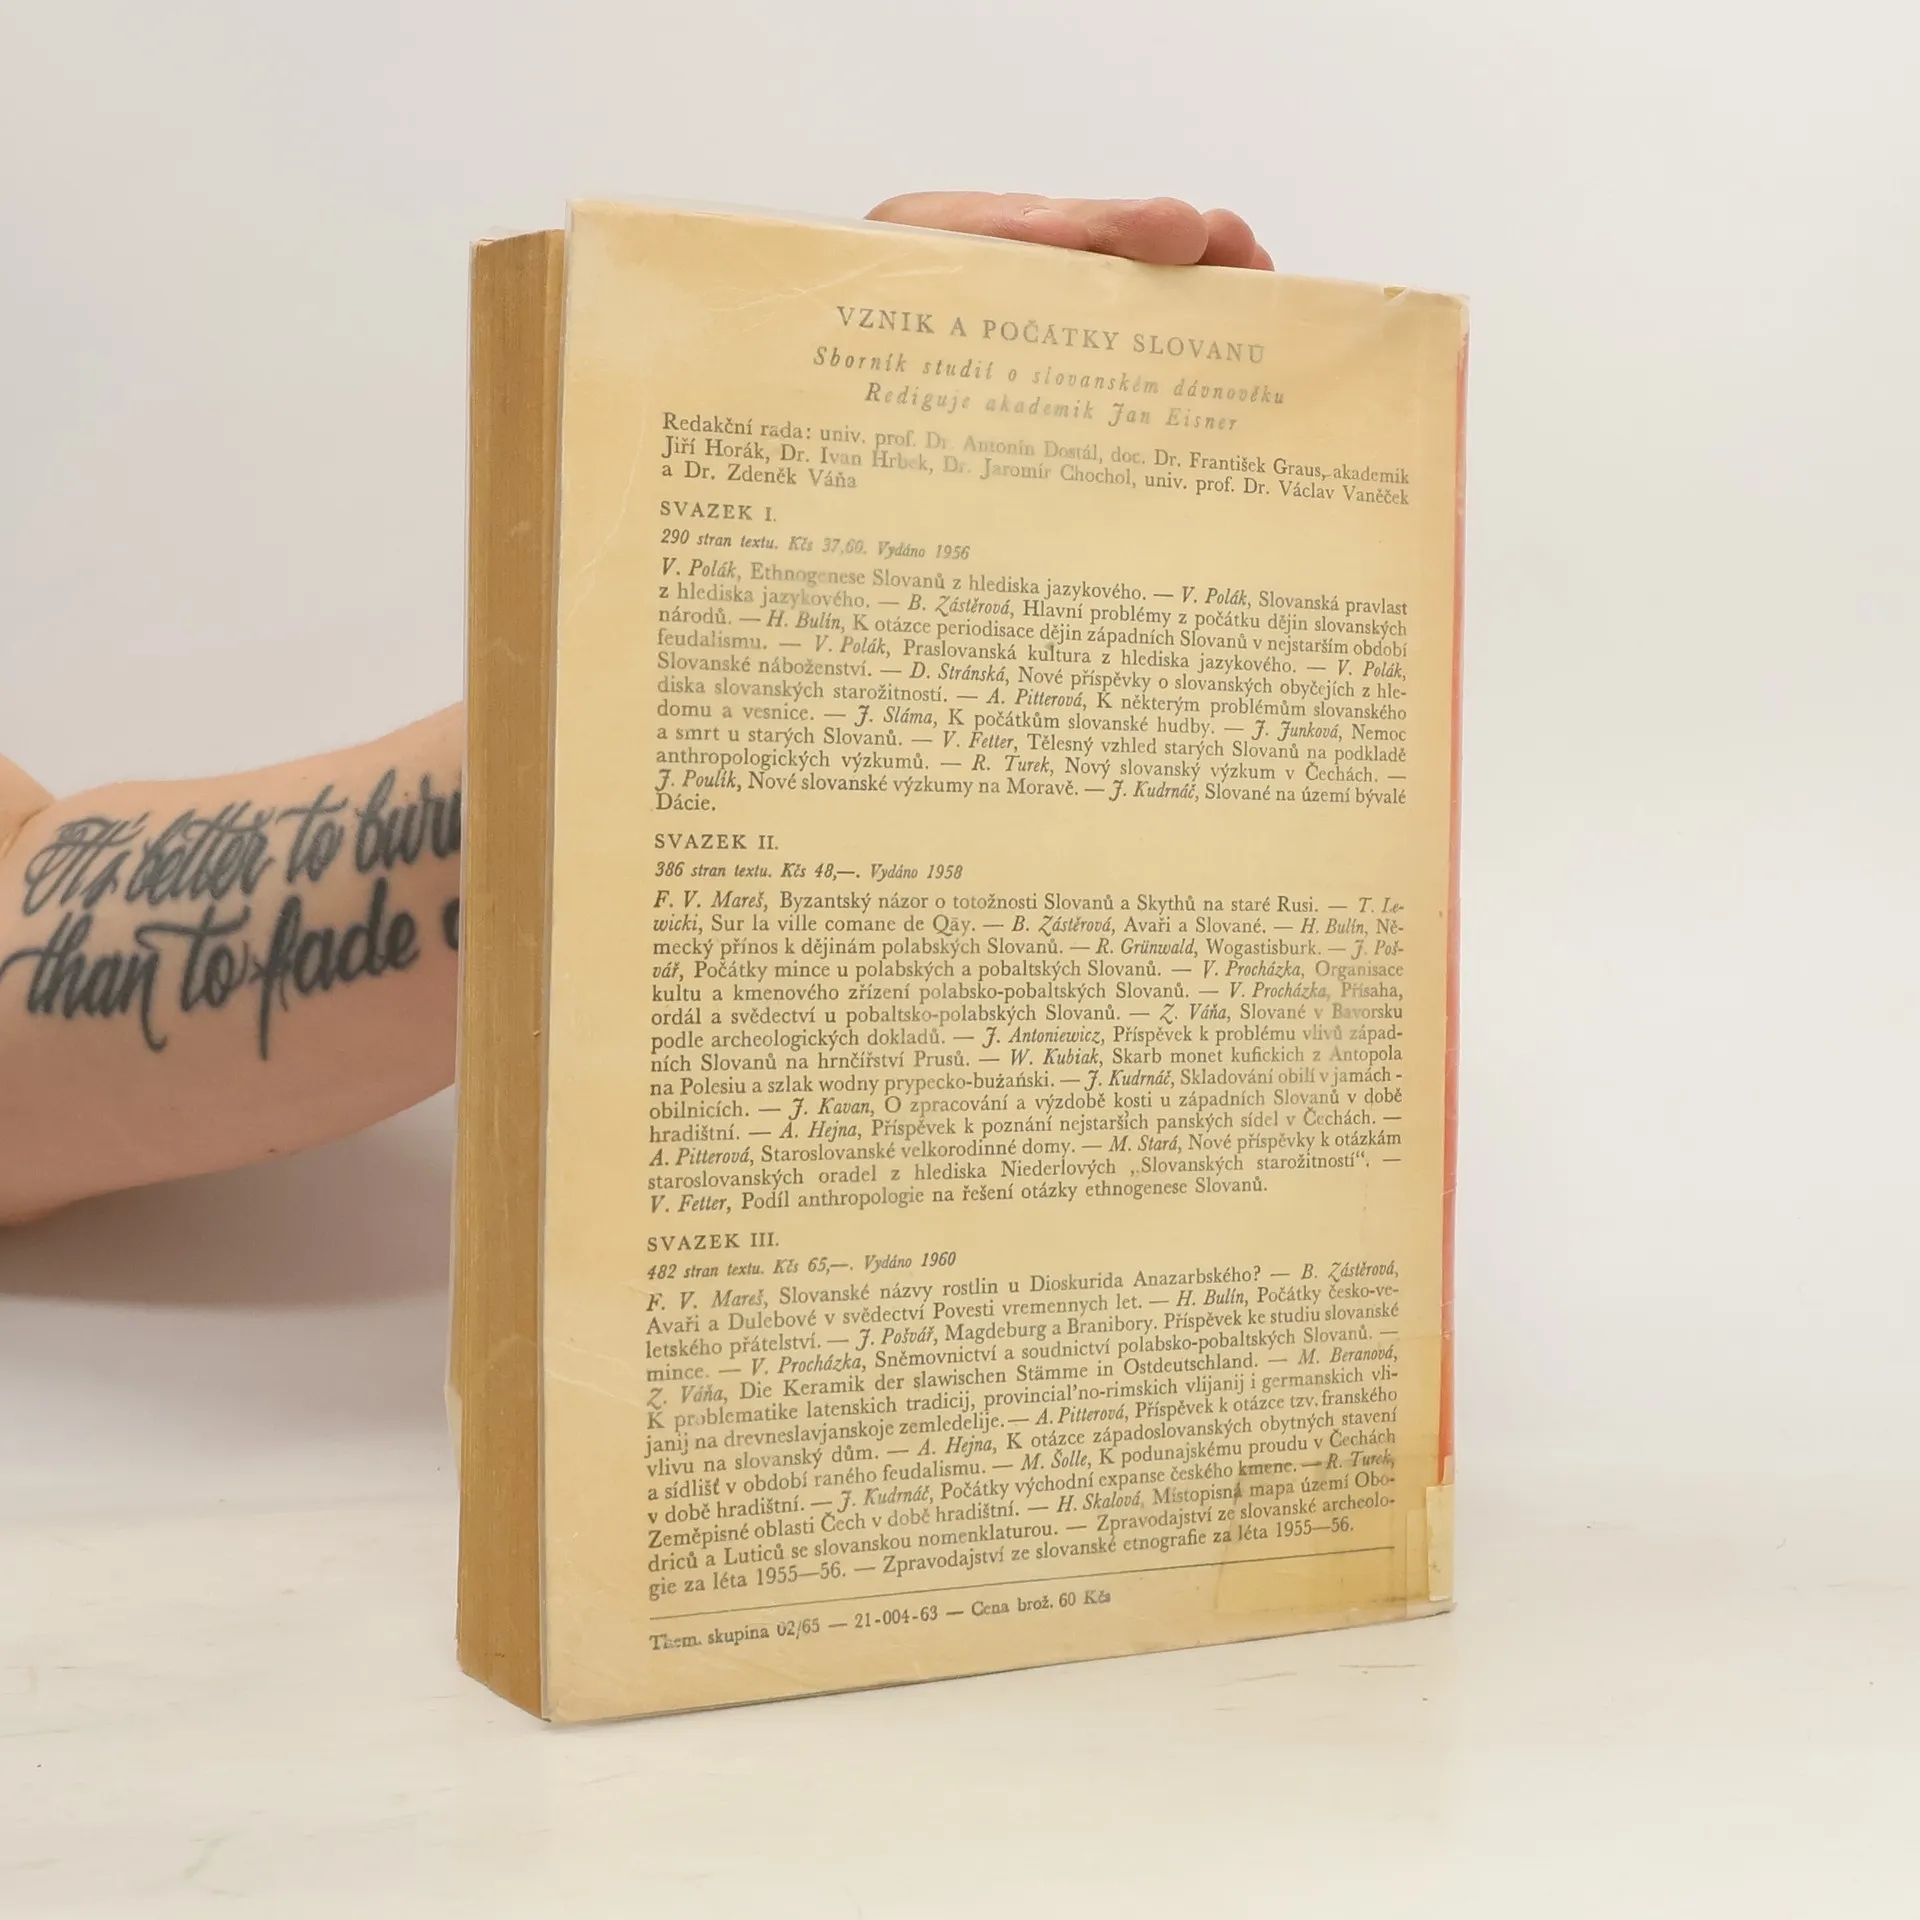 It's better to burn
than to fade
VZNIK A POČÁTKY SLOVANŮ
Sborník studií o slovanském dávnověku
Rediguje akademik Jan Eisner
Redakční rada: univ. prof. Dr. Antonín Dostál, doc. Dr. František Graus, akademik
Jiří Horák, Dr. Ivan Hrbek, Dr. Jaromír Chochol, univ. prof. Dr. Václav Vaněček
a Dr. Zdeněk Váňa
SVAZEK I.
290 stran textu. Kčs 37,60. Vydáno 1956
V. Polák, Ethnogenese Slovanů z hlediska jazykového. — V. Polák, Slovanská pravlast
z hlediska jazykového. — B. Zástěrová, Hlavní problémy z počátku dějin slovanských
národů. — H. Bulín, K otázce periodisace dějin západních Slovanů v nejstarším období
feudalismu. — V. Polák, Praslovanská kultura z hlediska jazykového. — V. Polák,
Slovanské náboženství. — D. Stránská, Nové příspěvky o slovanských obyčejích z hle-
diska slovanských starožitností. — A. Pitterová, K některým problémům slovanského
domu a vesnice. — J. Sláma, K počátkům slovanské hudby. — J. Junková, Nemoc
a smrt u starých Slovanů. — V. Fetter, Tělesný vzhled starých Slovanů na podkladě
anthropologických výzkumů. — R. Turek, Nový slovanský výzkum v Čechách. —
J. Poulík, Nové slovanské výzkumy na Moravě. — J. Kudrnáč, Slované na území bývalé
Dácie.
SVAZEK II.
386 stran textu. Kčs 48,—. Vydáno 1958
F. V. Mareš, Byzantský názor o totožnosti Slovanů a Skythů na staré Rusi. — T. Le-
wicki, Sur la ville comane de Qāy. — B. Zástěrová, Avaři a Slované. — H. Bulín, Ně-
mecký přínos k dějinám polabských Slovanů. — R. Grünwald, Wogastisburk. — J. Poš-
vář, Počátky mince u polabských a pobaltských Slovanů. — V. Procházka, Organisace
kultu a kmenového zřízení polabsko-pobaltských Slovanů. — V. Procházka, Přísaha,
ordál a svědectví u pobaltsko-polabských Slovanů. — Z. Váňa, Slované v Bavorsku
podle archeologických dokladů. — J. Antoniewicz, Příspěvek k problému vlivů západ-
ních Slovanů na hrnčířství Prusů. — W. Kubiak, Skarb monet kufickich z Antopola
na Polesiu a szlak wodny prypecko-bużański. — J. Kudrnáč, Skladování obilí v jamách -
obilnicích. — J. Kavan, O zpracování a výzdobě kosti u západních Slovanů v době
hradištní. — A. Hejna, Příspěvek k poznání nejstarších panských sídel v Čechách. —
A. Pitterová, Staroslovanské velkorodinné domy. — M. Stará, Nové příspěvky k otázkám
staroslovanských oradel z hlediska Niederlových „Slovanských starožitností“. —
V. Fetter, Podíl anthropologie na řešení otázky ethnogenese Slovanů.
SVAZEK III.
482 stran textu. Kčs 65,—. Vydáno 1960
F. V. Mareš, Slovanské názvy rostlin u Dioskurida Anazarbského? — B. Zástěrová,
Avaři a Dulebové v svědectví Povesti vremennych let. — H. Bulín, Počátky česko-ve-
letského přátelství. — J. Pošvář, Magdeburg a Branibory. Příspěvek ke studiu slovanské
mince. — V. Procházka, Sněmovnictví a soudnictví polabsko-pobaltských Slovanů. —
Z. Váňa, Die Keramik der slawischen Stämme in Ostdeutschland. — M. Beranová,
K problematike latenskich tradicij, provincial’no-rimskich vlijanij i germanskich vli-
janij na drevneslavjanskoje zemledelije. — A. Pitterová, Příspěvek k otázce tzv. franského
vlivu na slovanský dům. — A. Hejna, K otázce západoslovanských obytných stavení
a sídlišť v období raného feudalismu. — M. Šolle, K podunajskému proudu v Čechách
v době hradištní. — J. Kudrnáč, Počátky východní expanse českého kmene. — R. Turek,
Zeměpisné oblasti Čech v době hradištní. — H. Skalová, Místopisná mapa území Obo-
driců a Luticů se slovanskou nomenklaturou. — Zpravodajství ze slovanské archeolo-
gie za léta 1955—56. — Zpravodajství ze slovanské etnografie za léta 1955—56.
Them. skupina 02/65 — 21-004-63 — Cena brož. 60 Kčs